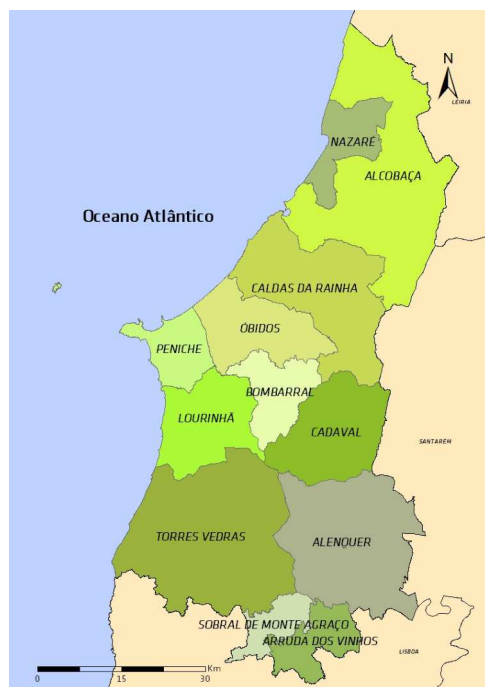 N
LEIRIA
NAZARÉ
ALCOBAÇA
Oceano Atlântico
CALDAS DA RAINHA
ÓBIDOS
PENICHE
BOMBARRAL
LOURINHÃ
CADAVAL
SANTARÉM
TORRES VEDRAS
ALENQUER
SOBRAL DE MONTE AGRAÇO
ARRUDA DOS VINHOS
LISBOA
Km
0 15 30